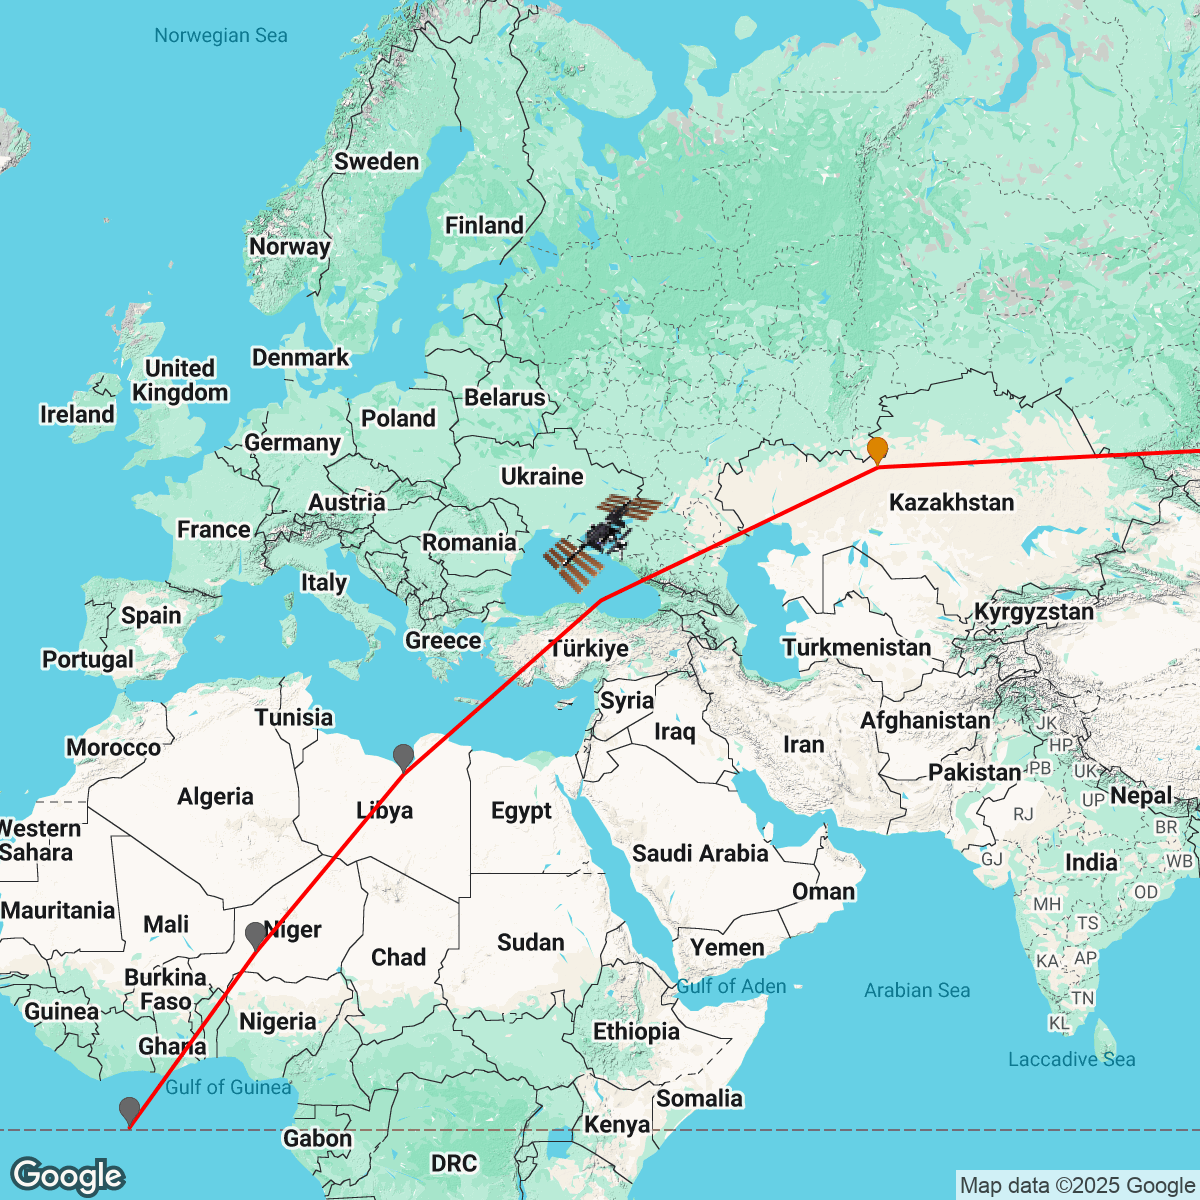 Norwegian Sea
Sweden
Finland
Norway
Denmark
United
Kingdom
Ireland
Belarus
Poland
Germany
Ukraine
Austria
Kazakhstan
France
Romania
Italy
Spain
Kyrgyzstan
Greece
Türkiye
Turkmenistan
Portugal
Syria
Tunisia
Afghanistan
JK
Iraq
Iran
HP
Morocco
Pakistan
PB
UK
Algeria
Libya
Egypt
UP
Nepal
RJ
BR
Western
Sahara
Saudi Arabia
GJ
India
WB
Oman
OD
MH
Mauritania
Mali
Niger
TS
Sudan
Yemen
Chad
KA
AP
Burkina
Faso
Gulf of Aden
Arabian Sea
TN
Guinea
Nigeria
Ethiopia
KL
Ghana
Laccadive Sea
Gulf of Guinea
Somalia
Kenya
Gabon
DRC
Google
Map data ©2025 Google